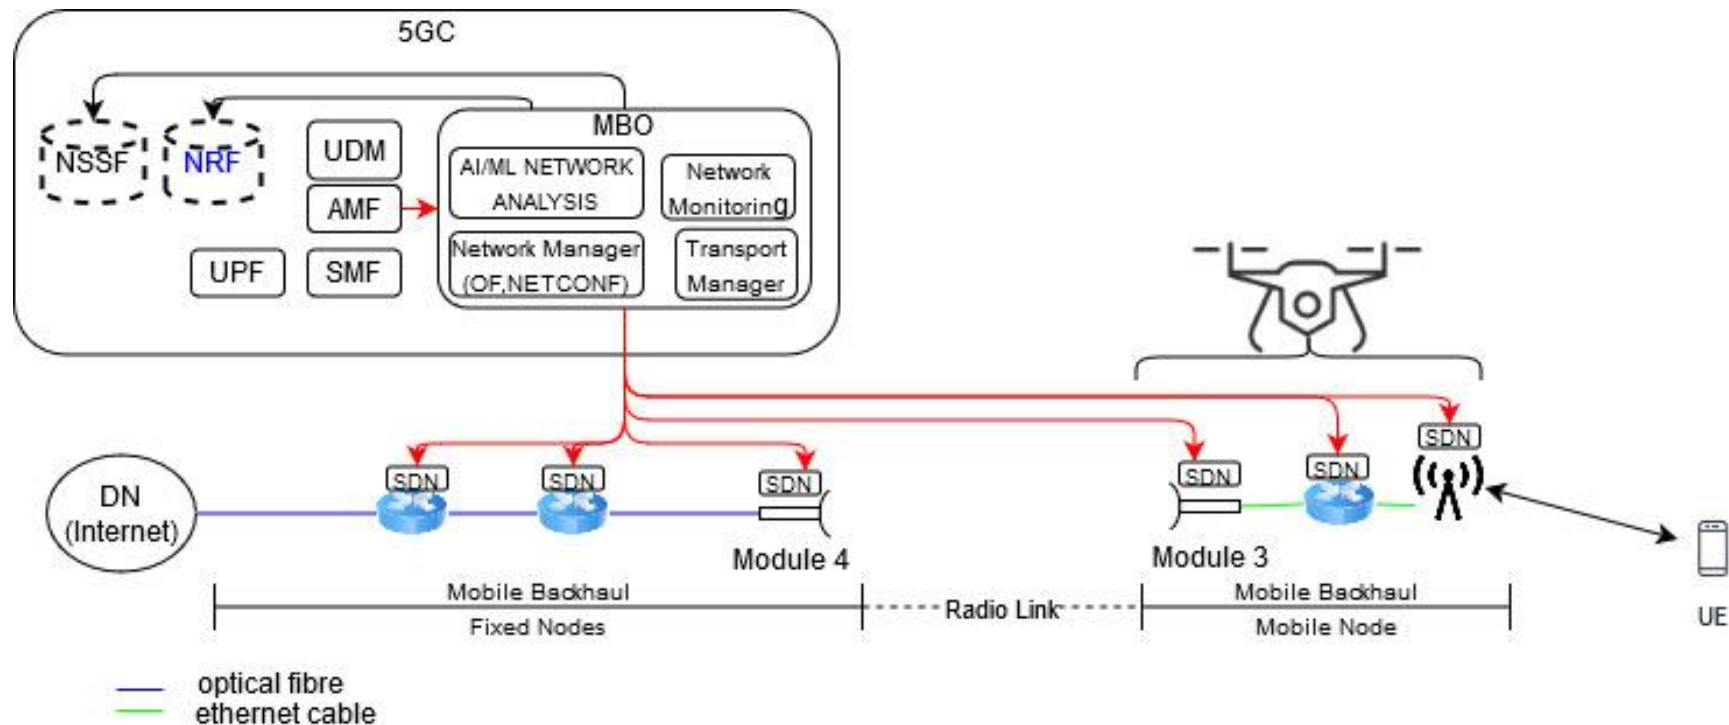 5GC
MBO
NSSF
NRF
UDM
AMF
UPF
SMF
AI/ML NETWORK
ANALYSIS
Network
Monitoring
Network Manager
(OF,NETCONF)
Transport
Manager
SDN
SDN
SDN
SDN
SDN
SDN
DN
(Internet)
Module 4
Module 3
Mobile Backhaul
Fixed Nodes
Radio Link
Mobile Backhaul
Mobile Node
UE
optical fibre
ethernet cable